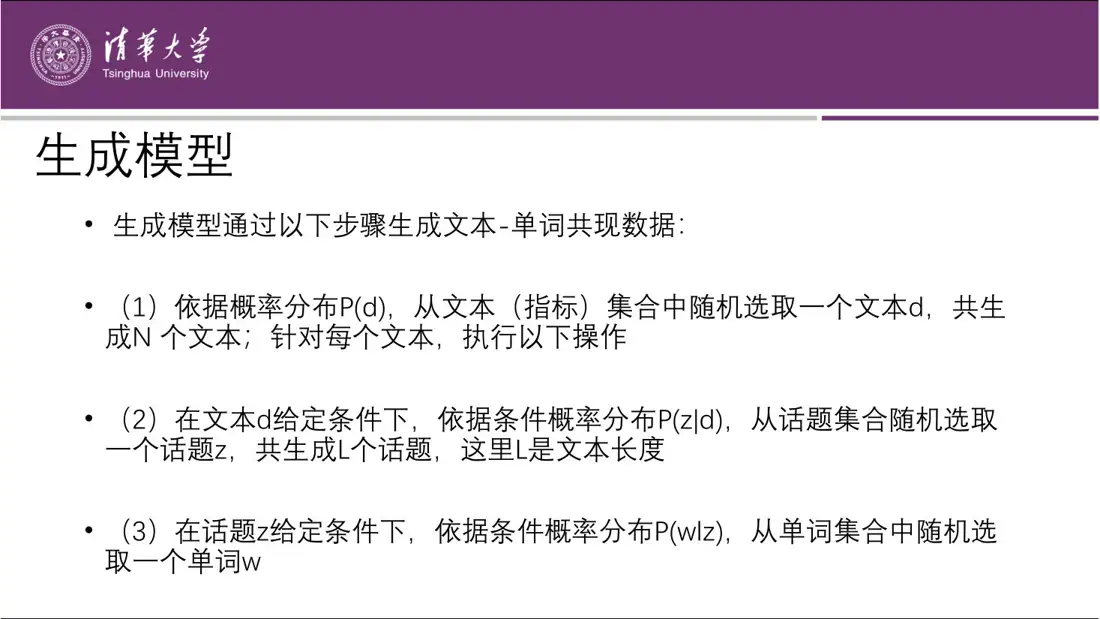 清华大学
Tsinghua University
生成模型
• 生成模型通过以下步骤生成文本-单词共现数据：
• （1）依据概率分布P(d)，从文本（指标）集合中随机选取一个文本d，共生
成N 个文本；针对每个文本，执行以下操作
• （2）在文本d给定条件下，依据条件概率分布P(z|d)，从话题集合随机选取
一个话题z，共生成L个话题，这里L是文本长度
• （3）在话题z给定条件下，依据条件概率分布P(w|z)，从单词集合中随机选
取一个单词w